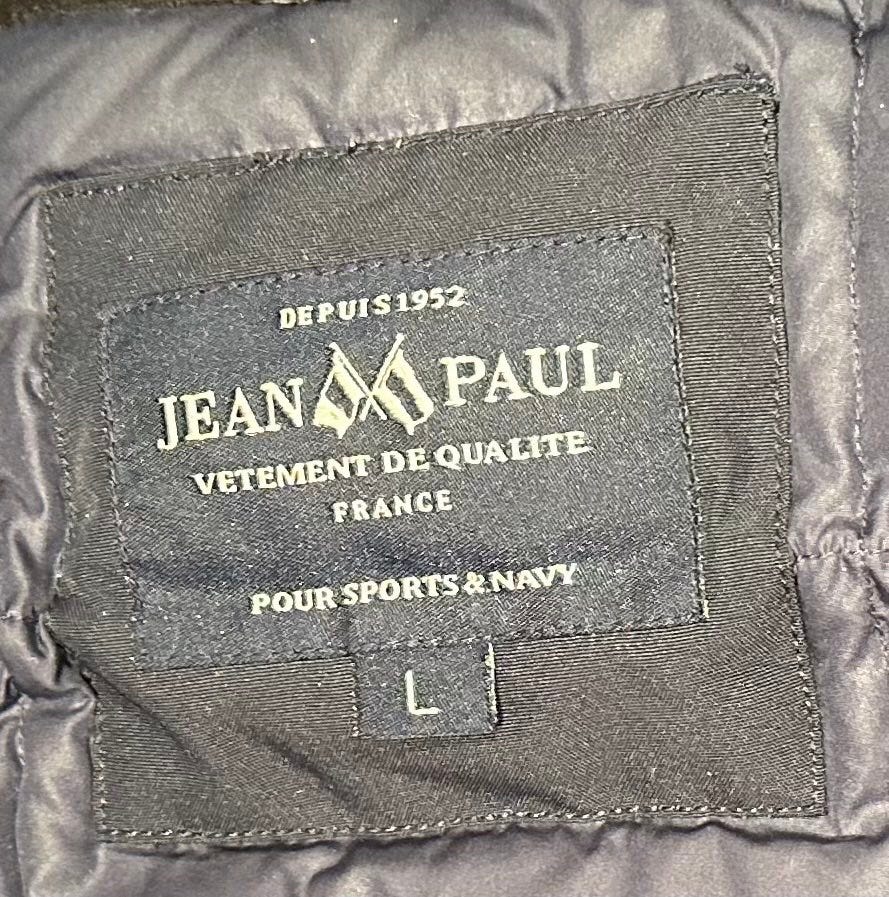 DEPUIS 1952
JEAN PAUL
VETEMENT DE QUALITE
FRANCE
POUR SPORTS & NAVY
L